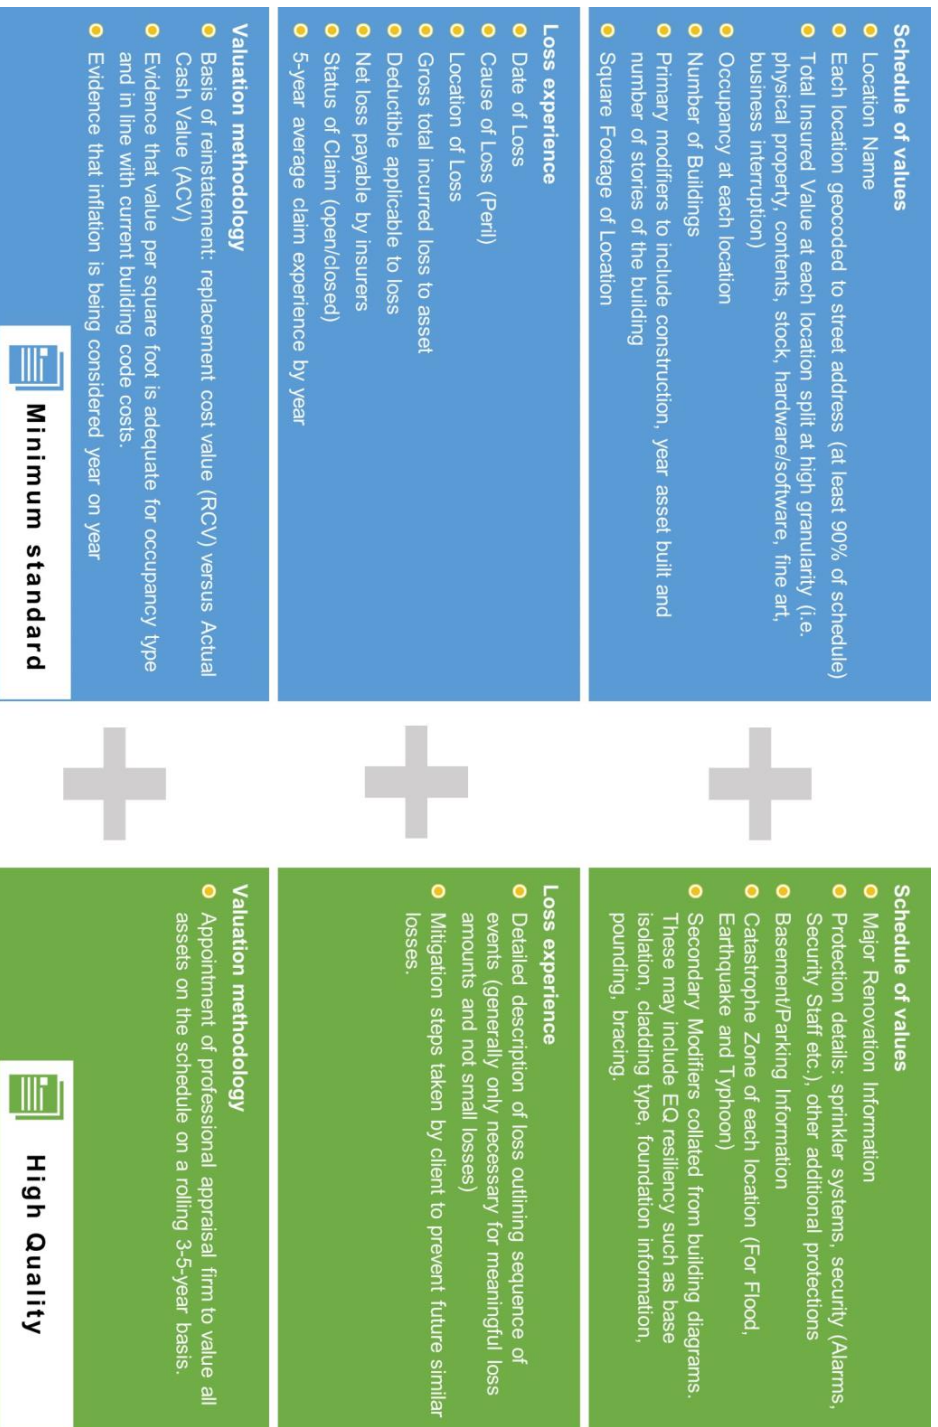 Schedule of values
Location Name
Each location geocoded to street address (at least 90% of schedule)
Total Insured Value at each location split at high granularity (i.e.
physical property, contents, stock, hardware/software, fine art,
business interruption)
Occupancy at each location
Number of Buildings
Primary modifiers to include construction, year asset built and
number of stories of the building
Square Footage of Location
Loss experience
Date of Loss
Cause of Loss (Peril)
Location of Loss
Gross total incurred loss to asset
Deductible applicable to loss
Net loss payable by insurers
Status of Claim (open/closed)
5-year average claim experience by year
Valuation methodology
Basis of reinstatement: replacement cost value (RCV) versus Actual
Cash Value (ACV)
Evidence that value per square foot is adequate for occupancy type
and in line with current building code costs.
Evidence that inflation is being considered year on year
Minimum standard
Schedule of values
Major Renovation Information
Protection details: sprinkler systems, security (Alarms,
Security Staff etc.), other additional protections
Basement/Parking Information
Catastrophe Zone of each location (For Flood,
Earthquake and Typhoon)
Secondary Modifiers collated from building diagrams.
These may include EQ resiliency such as base
isolation, cladding type, foundation information,
pounding, bracing.
Loss experience
Detailed description of loss outlining sequence of
events (generally only necessary for meaningful loss
amounts and not small losses)
Mitigation steps taken by client to prevent future similar
losses.
Valuation methodology
Appointment of professional appraisal firm to value all
assets on the schedule on a rolling 3-5-year basis.
High Quality